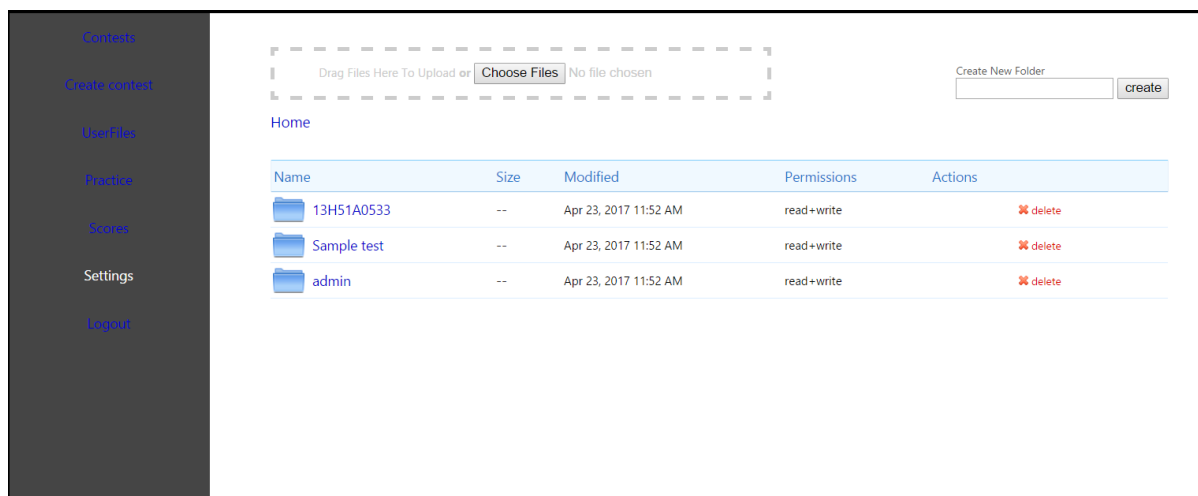 Contests
Create contest
UserFiles
Practice
Scores
Settings
Logout
Drag Files Here To Upload or Choose Files No file chosen
Create New Folder
create
Home
Name Size Modified Permissions Actions
13H51A0533 -- Apr 23, 2017 11:52 AM read+write delete
Sample test -- Apr 23, 2017 11:52 AM read+write delete
admin -- Apr 23, 2017 11:52 AM read+write delete